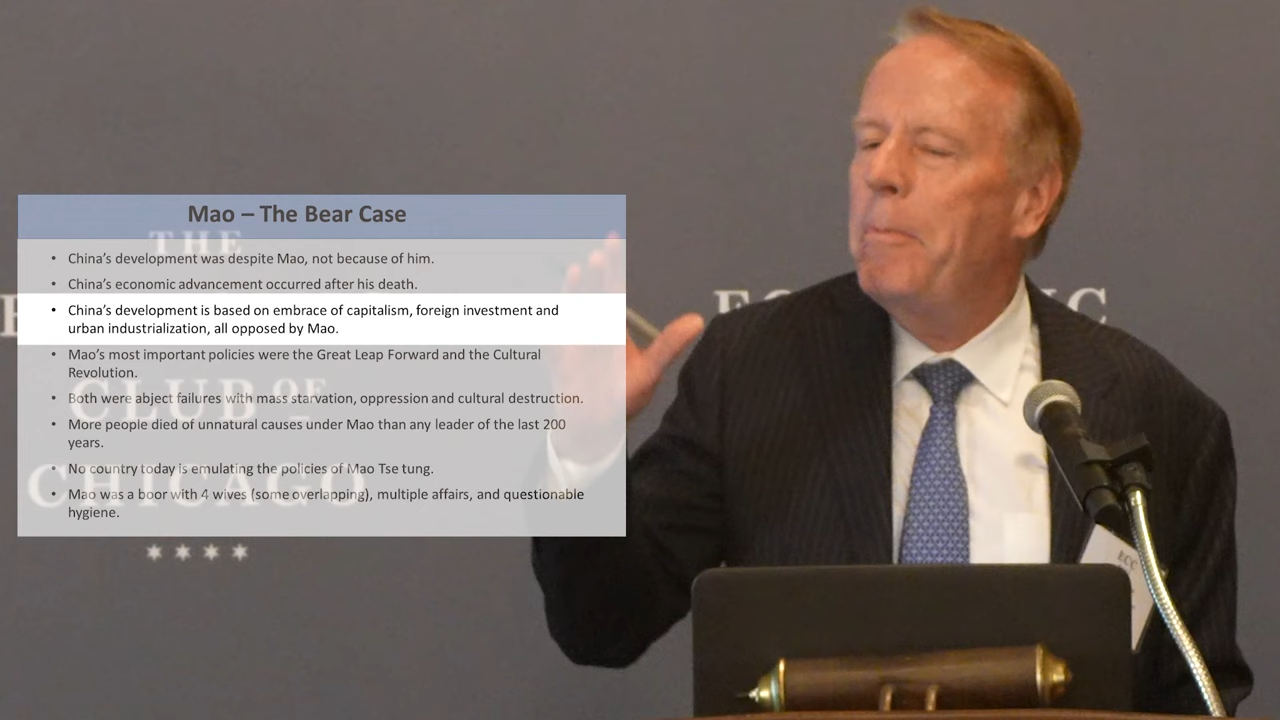 Mao – The Bear Case
• China's development was despite Mao, not because of him.
• China's economic advancement occurred after his death.
• China's development is based on embrace of capitalism, foreign investment and
urban industrialization, all opposed by Mao.
• Mao's most important policies were the Great Leap Forward and the Cultural
Revolution.
• Both were abject failures with mass starvation, oppression and cultural destruction.
• More people died of unnatural causes under Mao than any leader of the last 200
years.
• No country today is emulating the policies of Mao Tse tung.
• Mao was a boor with 4 wives (some overlapping), multiple affairs, and questionable
hygiene.
THE
CLUB OF
CHICAGO
ECC